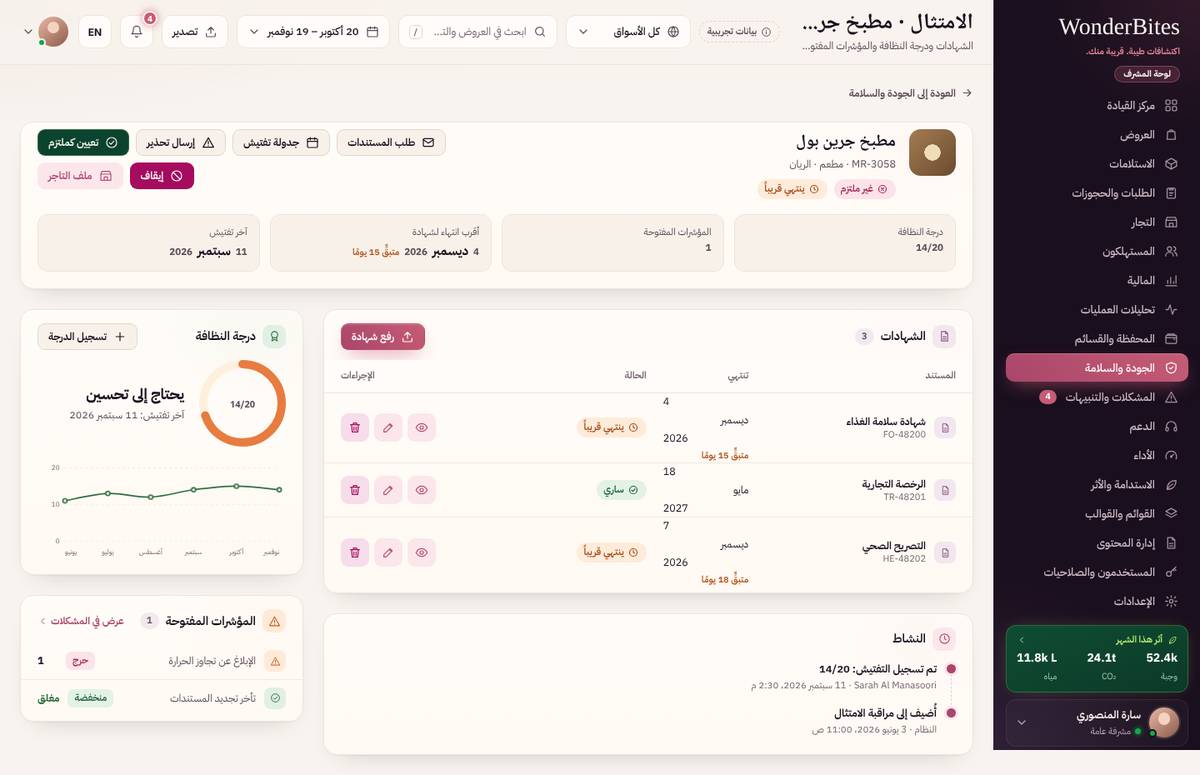 WonderBites
اكتشافات طيبة. قريبة منك.
لوحة المشرف
مركز القيادة
العروض
الاستلامات
الطلبات والحجوزات
التجار
المستهلكون
المالية
تحليلات العمليات
المحفظة والقسائم
الجودة والسلامة
المشكلات والتنبيهات 4
الدعم
الأداء
الاستدامة والأثر
القوائم والقوالب
إدارة المحتوى
المستخدمون والصلاحيات
الإعدادات
أثر هذا الشهر
52.4k 24.1t 11.8k L
وجبة CO₂ مياه
سارة المنصوري
مشرفة عامة
الامتثال · مطبخ جر...
الشهادات ودرجة النظافة والمؤشرات المفتو...
بيانات تجريبية
كل الأسواق
ابحث في العروض والتـ...
/
20 أكتوبر – 19 نوفمبر
تصدير
4
EN
العودة إلى الجودة والسلامة
مطبخ جرين بول
MR-3058 · مطعم · الريان
غير ملتزم
ينتهي قريباً
طلب المستندات
جدولة تفتيش
إرسال تحذير
تعيين كملتزم
إيقاف
ملف التاجر
درجة النظافة
14/20
المؤشرات المفتوحة
1
أقرب انتهاء لشهادة
4 ديسمبر 2026 متبقٍّ 15 يومًا
آخر تفتيش
11 سبتمبر 2026
الشهادات 3
رفع شهادة
المستند تنتهي الحالة الإجراءات
شهادة سلامة الغذاء
FO-48200
4
ديسمبر
2026
متبقٍّ 15 يومًا
ينتهي قريباً
الرخصة التجارية
TR-48201
18
مايو
2027
ساري
التصريح الصحي
HE-48202
7
ديسمبر
2026
متبقٍّ 18 يومًا
ينتهي قريباً
النشاط
تم تسجيل التفتيش: 14/20
Sarah Al Manasoori · 11 سبتمبر 2026، 2:30 م
أُضيف إلى مراقبة الامتثال
النظام · 3 يونيو 2026، 11:00 ص
درجة النظافة
تسجيل الدرجة
14/20
يحتاج إلى تحسين
آخر تفتيش: 11 سبتمبر 2026
20
10
0
يونيو يوليو أغسطس سبتمبر أكتوبر نوفمبر
المؤشرات المفتوحة 1
عرض في المشكلات
الإبلاغ عن تجاوز الحرارة حرج 1
تأخر تجديد المستندات منخفضة مغلق